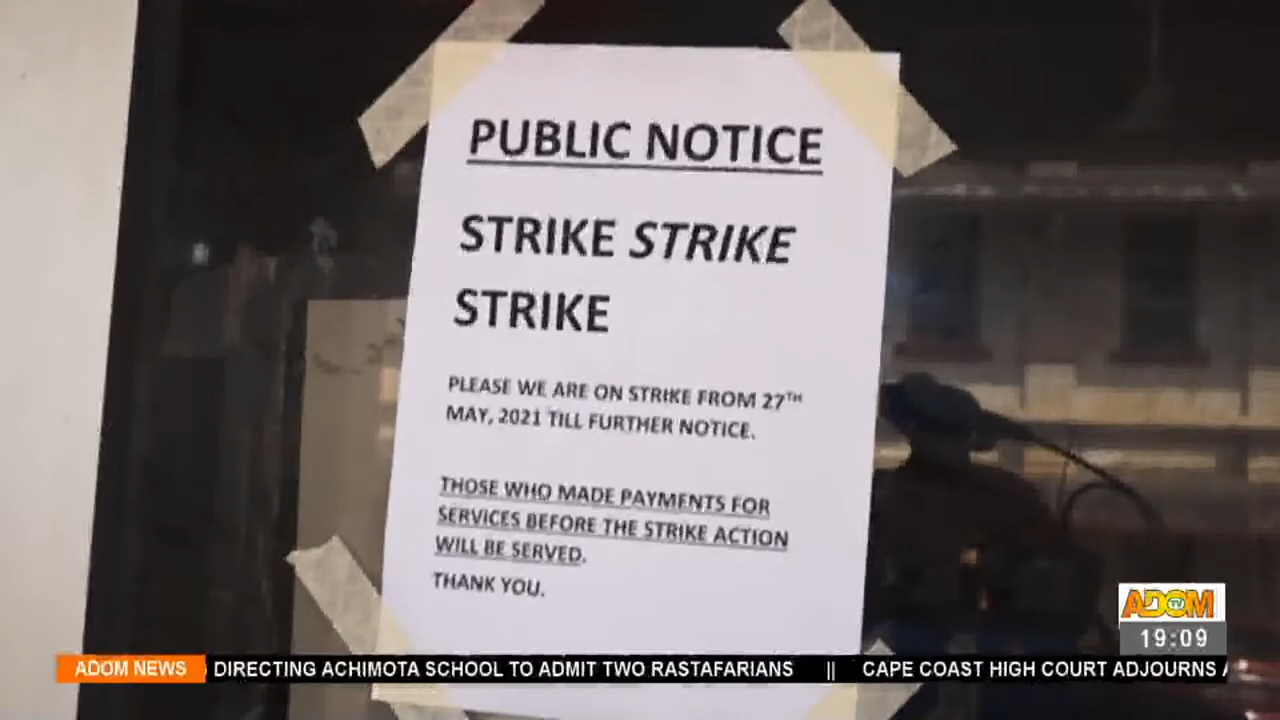 PUBLIC NOTICE
STRIKE STRIKE
STRIKE
PLEASE WE ARE ON STRIKE FROM 27TH
MAY, 2021 TILL FURTHER NOTICE.
THOSE WHO MADE PAYMENTS FOR
SERVICES BEFORE THE STRIKE ACTION
WILL BE SERVED.
THANK YOU.
ADOM TV
19:09
ADOM NEWS DIRECTING ACHIMOTA SCHOOL TO ADMIT TWO RASTAFARIANS || CAPE COAST HIGH COURT ADJOURNS